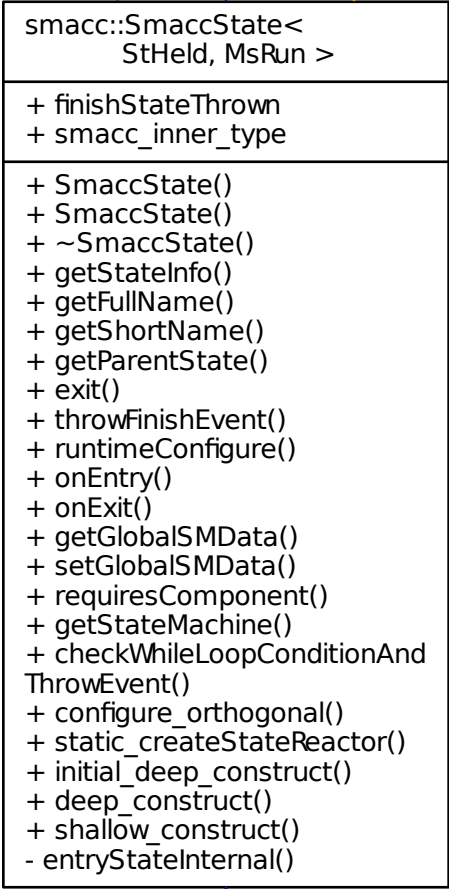 smacc::SmaccState<
StHeld, MsRun >
+ finishStateThrown
+ smacc_inner_type
+ SmaccState()
+ SmaccState()
+ ~SmaccState()
+ getStateInfo()
+ getFullName()
+ getShortName()
+ getParentState()
+ exit()
+ throwFinishEvent()
+ runtimeConfigure()
+ onEntry()
+ onExit()
+ getGlobalSMData()
+ setGlobalSMData()
+ requiresComponent()
+ getStateMachine()
+ checkWhileLoopConditionAnd
ThrowEvent()
+ configure_orthogonal()
+ static_createStateReactor()
+ initial_deep_construct()
+ deep_construct()
+ shallow_construct()
- entryStateInternal()